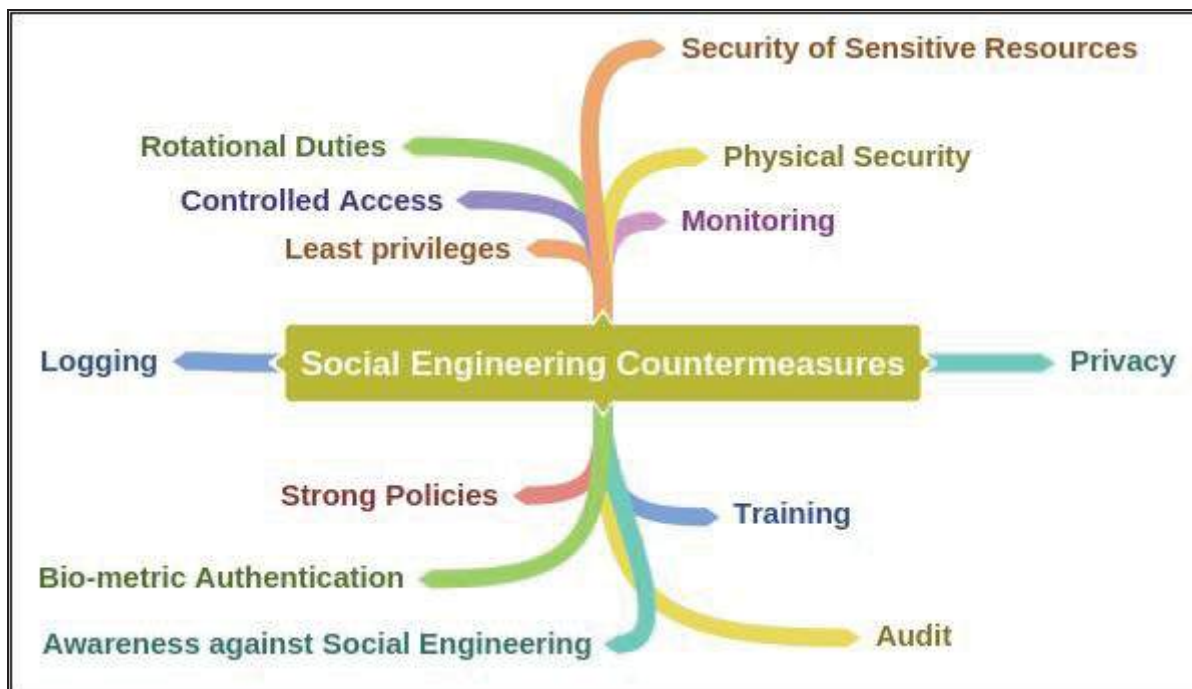 Security of Sensitive Resources
Rotational Duties
Physical Security
Controlled Access
Monitoring
Least privileges
Logging
Social Engineering Countermeasures
Privacy
Strong Policies
Training
Bio-metric Authentication
Awareness against Social Engineering
Audit